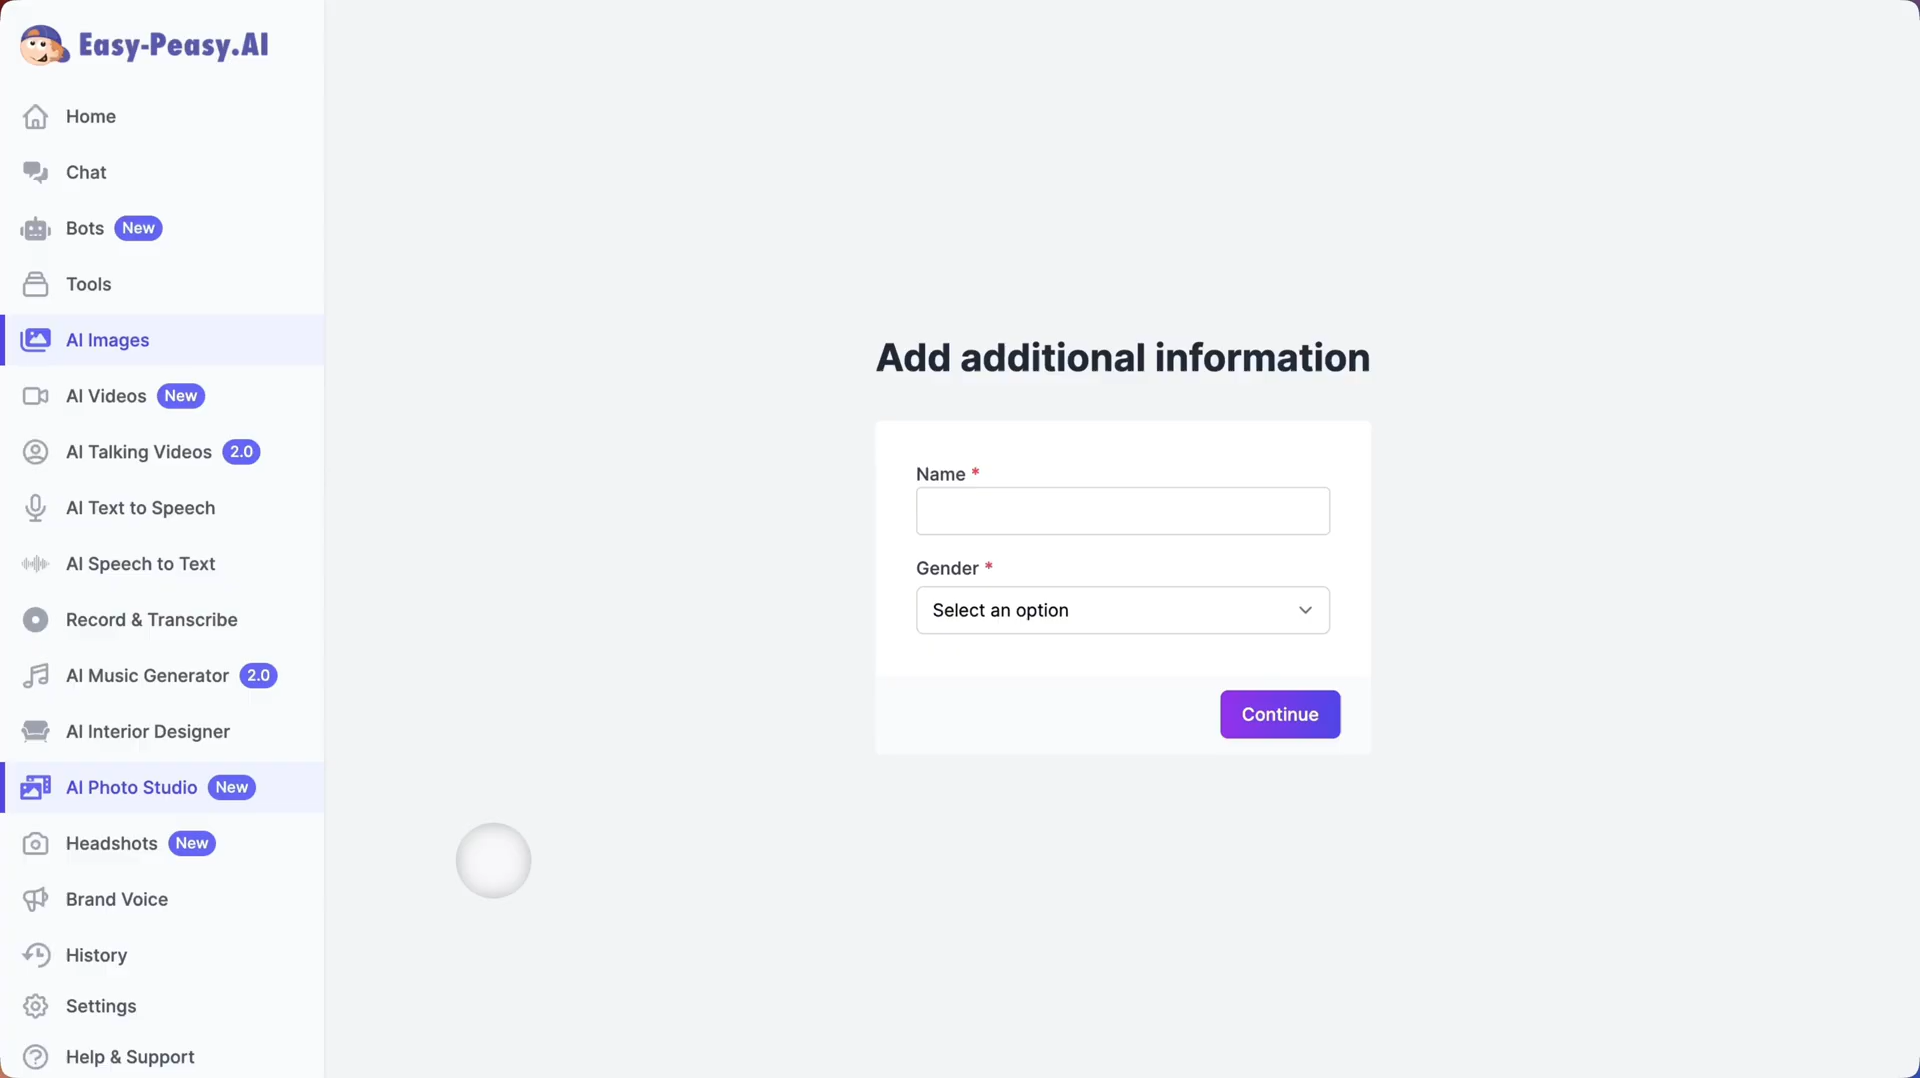 Easy-Peasy.AI
Home
Chat
Bots New
Tools
AI Images
AI Videos New
AI Talking Videos 2.0
AI Text to Speech
AI Speech to Text
Record & Transcribe
AI Music Generator 2.0
AI Interior Designer
AI Photo Studio New
Headshots New
Brand Voice
History
Settings
Help & Support
Add additional information
Name *
Gender *
Select an option
Continue